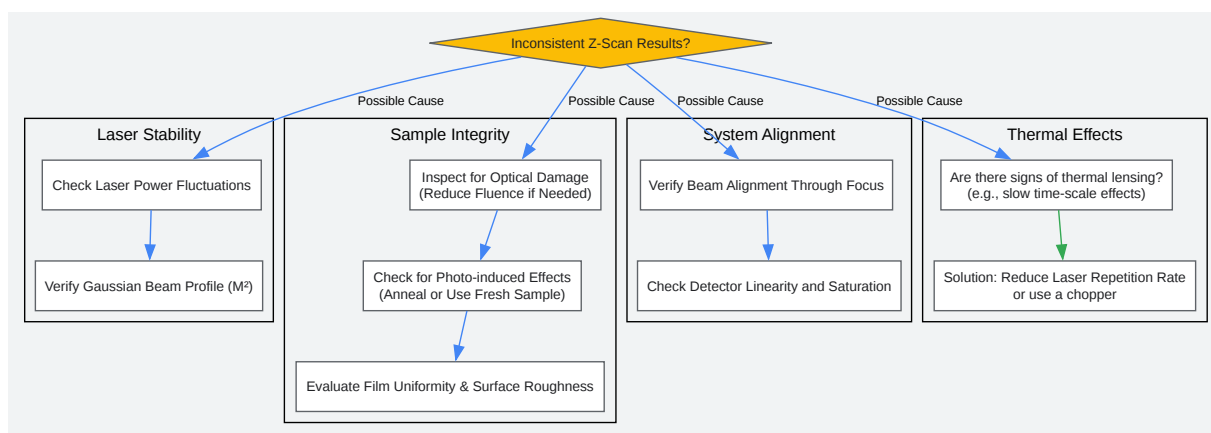 Inconsistent Z-Scan Results?
Possible Cause
Possible Cause
Possible Cause
Possible Cause
Laser Stability
Check Laser Power Fluctuations
Verify Gaussian Beam Profile (M²)
Sample Integrity
Inspect for Optical Damage
(Reduce Fluence if Needed)
Check for Photo-induced Effects
(Anneal or Use Fresh Sample)
Evaluate Film Uniformity & Surface Roughness
System Alignment
Verify Beam Alignment Through Focus
Check Detector Linearity and Saturation
Thermal Effects
Are there signs of thermal lensing?
(e.g., slow time-scale effects)
Solution: Reduce Laser Repetition Rate
or use a chopper